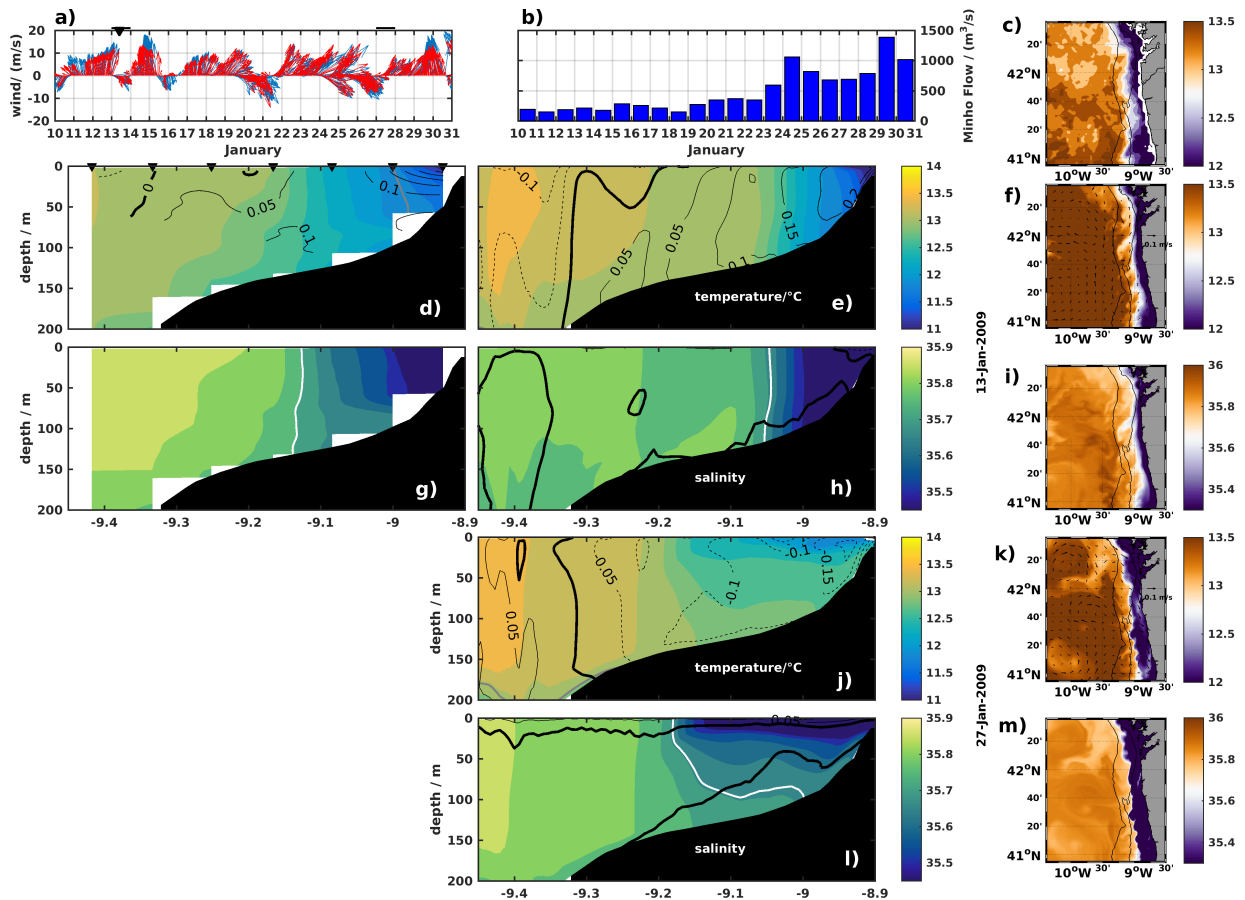 a)
20
10
0
-10
-20
wind/ (m/s)
10 11 12 13 14 15 16 17 18 19 20 21 22 23 24 25 26 27 28 29 30 31
January
b)
1500
1000
500
0
Minho Flow / (m³/s)
10 11 12 13 14 15 16 17 18 19 20 21 22 23 24 25 26 27 28 29 30 31
January
c)
20'
42°N
40'
20'
41°N
10°W 30' 9°W 30'
13.5
13
12.5
12
0
50
100
150
200
depth / m
0
0.05
0.1
0.1
d)
-0.1
0.05
0.05
0.1
0.15
0.2
temperature/°C
e)
14
13.5
13
12.5
12
11.5
11
f)
20'
42°N
40'
20'
41°N
0.1 m/s
10°W 30' 9°W 30'
13.5
13
12.5
12
13-Jan-2009
0
50
100
150
200
depth / m
g)
-9.4 -9.3 -9.2 -9.1 -9 -8.9
salinity
h)
-9.4 -9.3 -9.2 -9.1 -9 -8.9
35.9
35.8
35.7
35.6
35.5
i)
20'
42°N
40'
20'
41°N
10°W 30' 9°W 30'
36
35.8
35.6
35.4
0
50
100
150
200
depth / m
0.05
-0.05
-0.1
-0.1
0.15
temperature/°C
j)
14
13.5
13
12.5
12
11.5
11
k)
20'
42°N
40'
20'
41°N
0.1 m/s
10°W 30' 9°W 30'
13.5
13
12.5
12
27-Jan-2009
0
50
100
150
200
depth / m
0.05
salinity
l)
-9.4 -9.3 -9.2 -9.1 -9 -8.9
35.9
35.8
35.7
35.6
35.5
m)
20'
42°N
40'
20'
41°N
10°W 30' 9°W 30'
36
35.8
35.6
35.4